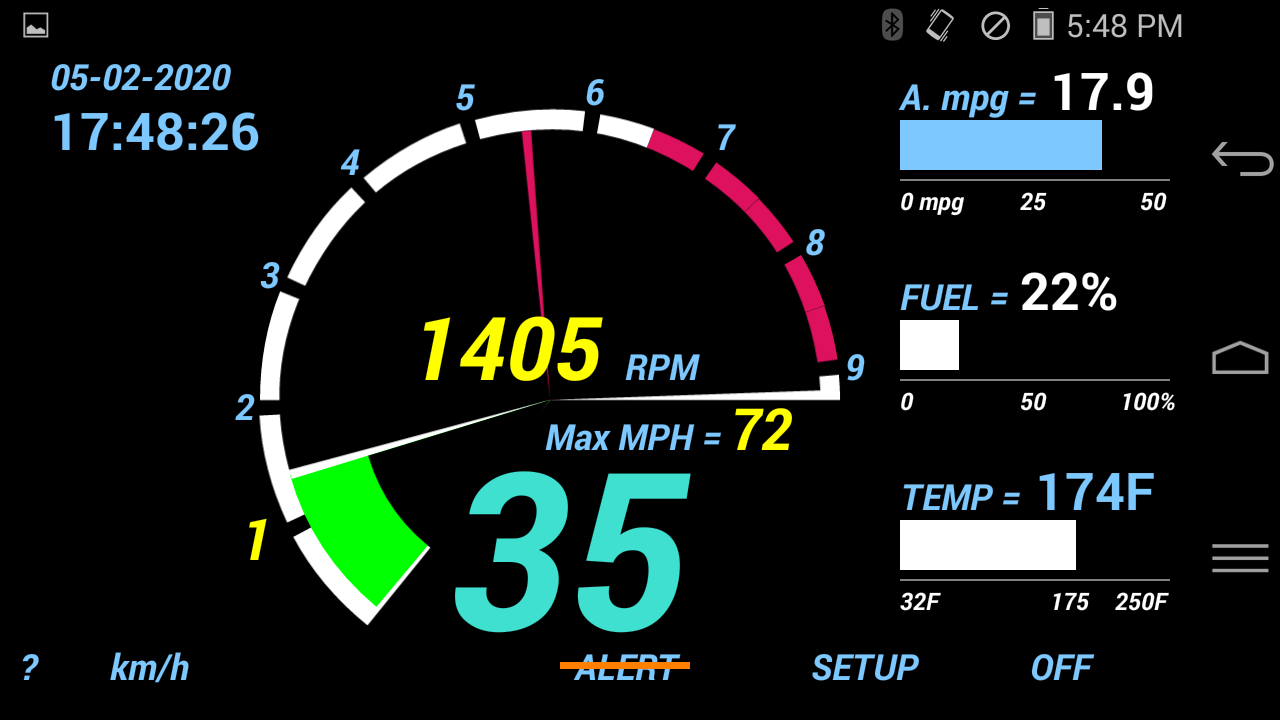 5:48 PM
05-02-2020
17:48:26
1
2
3
4
5
6
7
8
9
1405 RPM
Max MPH = 72
35
A. mpg = 17.9
0 mpg 25 50
FUEL = 22%
0 50 100%
TEMP = 174F
32F 175 250F
? km/h ALERT SETUP OFF